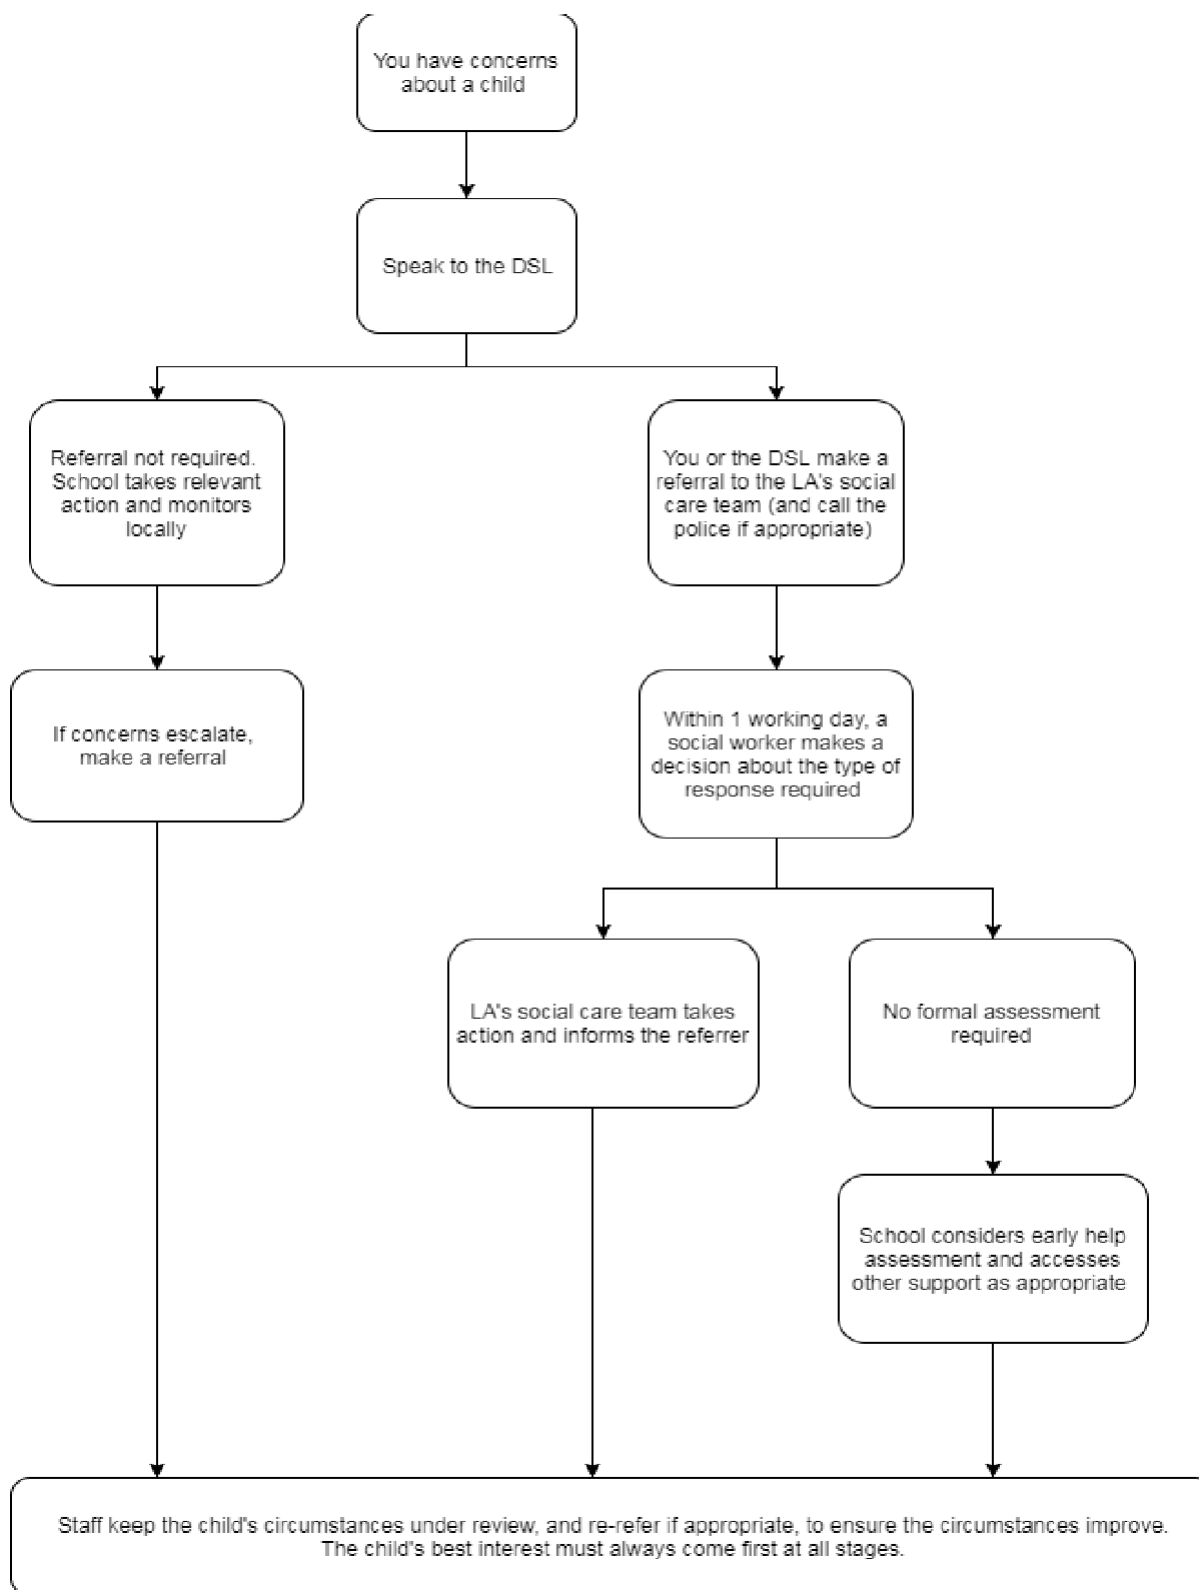 You have concerns
about a child
Speak to the DSL
Referral not required.
School takes relevant
action and monitors
locally
You or the DSL make a
referral to the LA's social
care team (and call the
police if appropriate)
If concerns escalate,
make a referral
Within 1 working day, a
social worker makes a
decision about the type of
response required
LA's social care team takes
action and informs the referrer
No formal assessment
required
School considers early help
assessment and accesses
other support as appropriate
Staff keep the child's circumstances under review, and re-refer if appropriate, to ensure the circumstances improve.
The child's best interest must always come first at all stages.